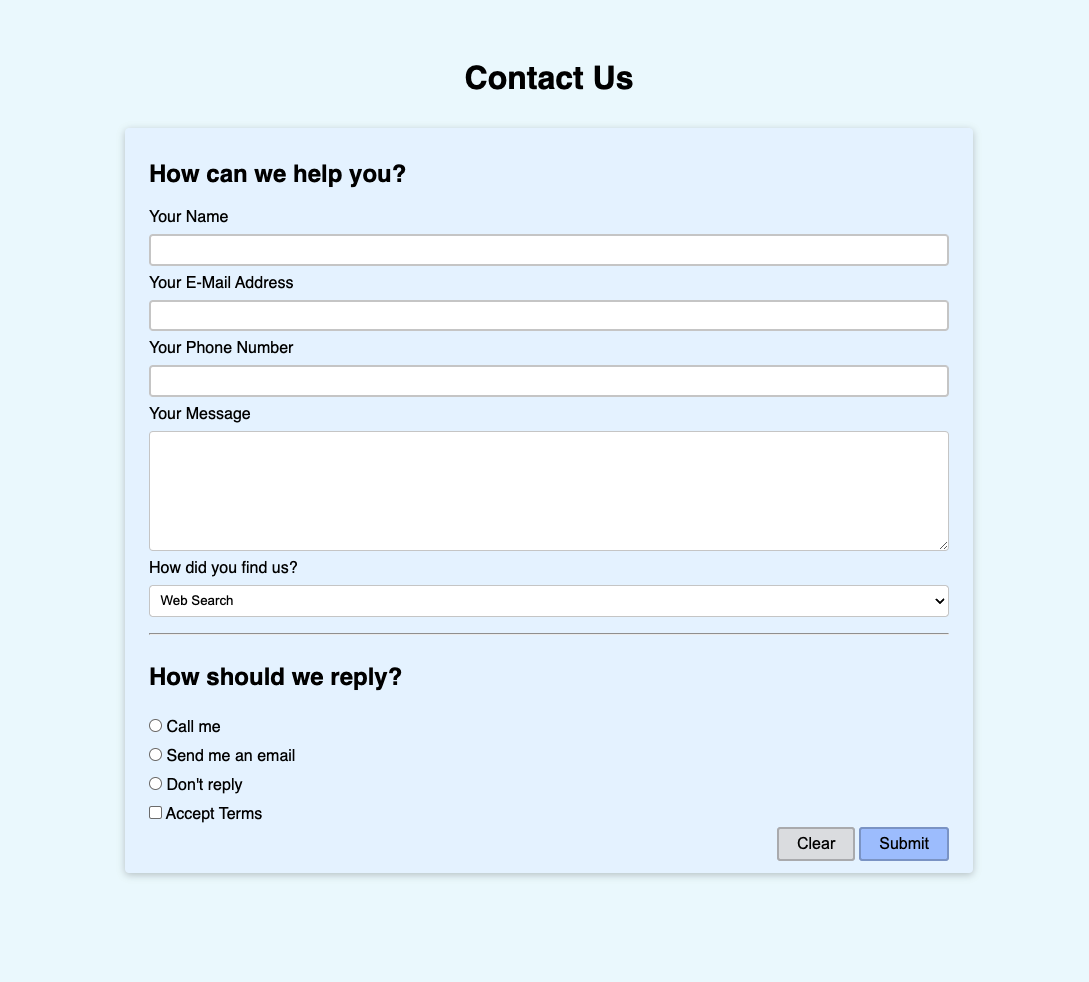 Contact Us
How can we help you?
Your Name
Your E-Mail Address
Your Phone Number
Your Message
How did you find us?
Web Search
How should we reply?
Call me
Send me an email
Don't reply
Accept Terms
Clear Submit